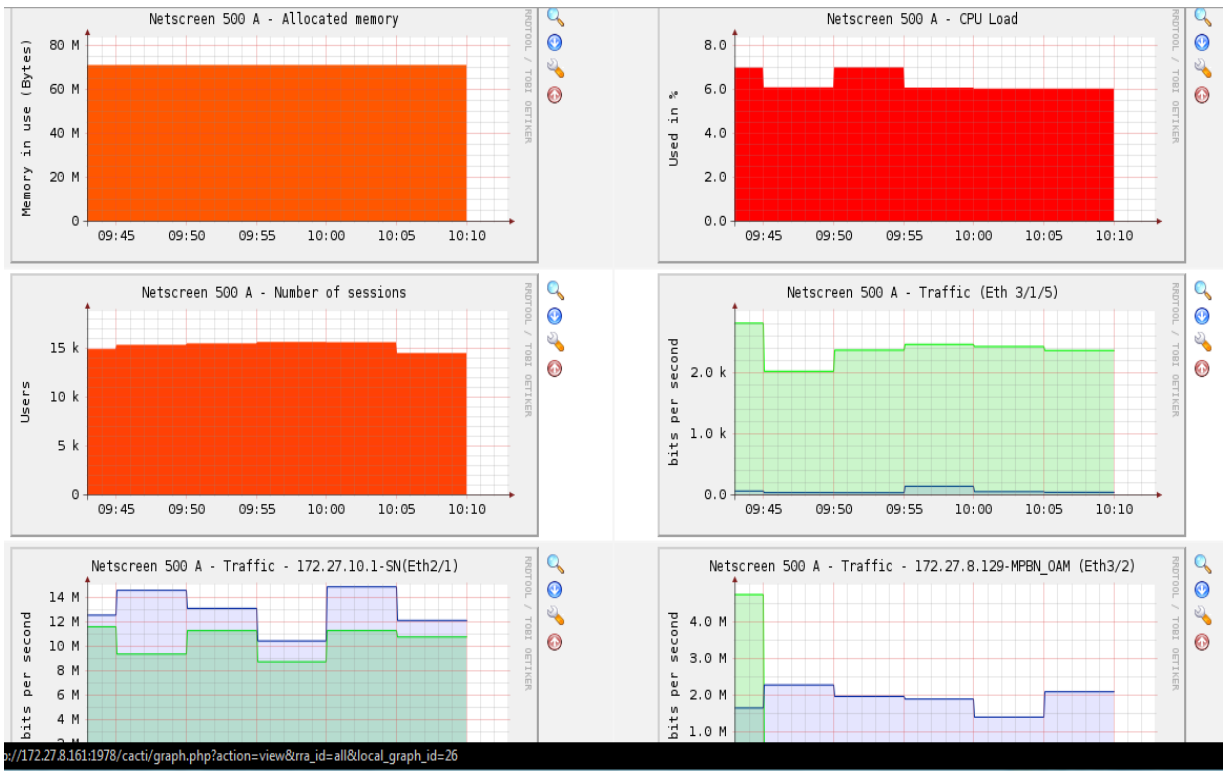 Netscreen 500 A - Allocated memory
Memory in use (Bytes)
80 M
60 M
40 M
20 M
0
09:45 09:50 09:55 10:00 10:05 10:10
RRDTOOL / TOBI OETIKER
Netscreen 500 A - CPU Load
Used in %
8.0
6.0
4.0
2.0
0.0
09:45 09:50 09:55 10:00 10:05 10:10
RRDTOOL / TOBI OETIKER
Netscreen 500 A - Number of sessions
Users
15 k
10 k
5 k
0
09:45 09:50 09:55 10:00 10:05 10:10
RRDTOOL / TOBI OETIKER
Netscreen 500 A - Traffic (Eth 3/1/5)
bits per second
2.0 k
1.0 k
0.0
09:45 09:50 09:55 10:00 10:05 10:10
RRDTOOL / TOBI OETIKER
Netscreen 500 A - Traffic - 172.27.10.1-SN(Eth2/1)
bits per second
14 M
12 M
10 M
8 M
6 M
4 M
RRDTOOL / TOBI OETIKER
Netscreen 500 A - Traffic - 172.27.8.129-MPBN_OAM (Eth3/2)
bits per second
4.0 M
3.0 M
2.0 M
1.0 M
RRDTOOL / TOBI OETIKER
p://172.27.8.161:1978/cacti/graph.php?action=view&rra_id=all&local_graph_id=26